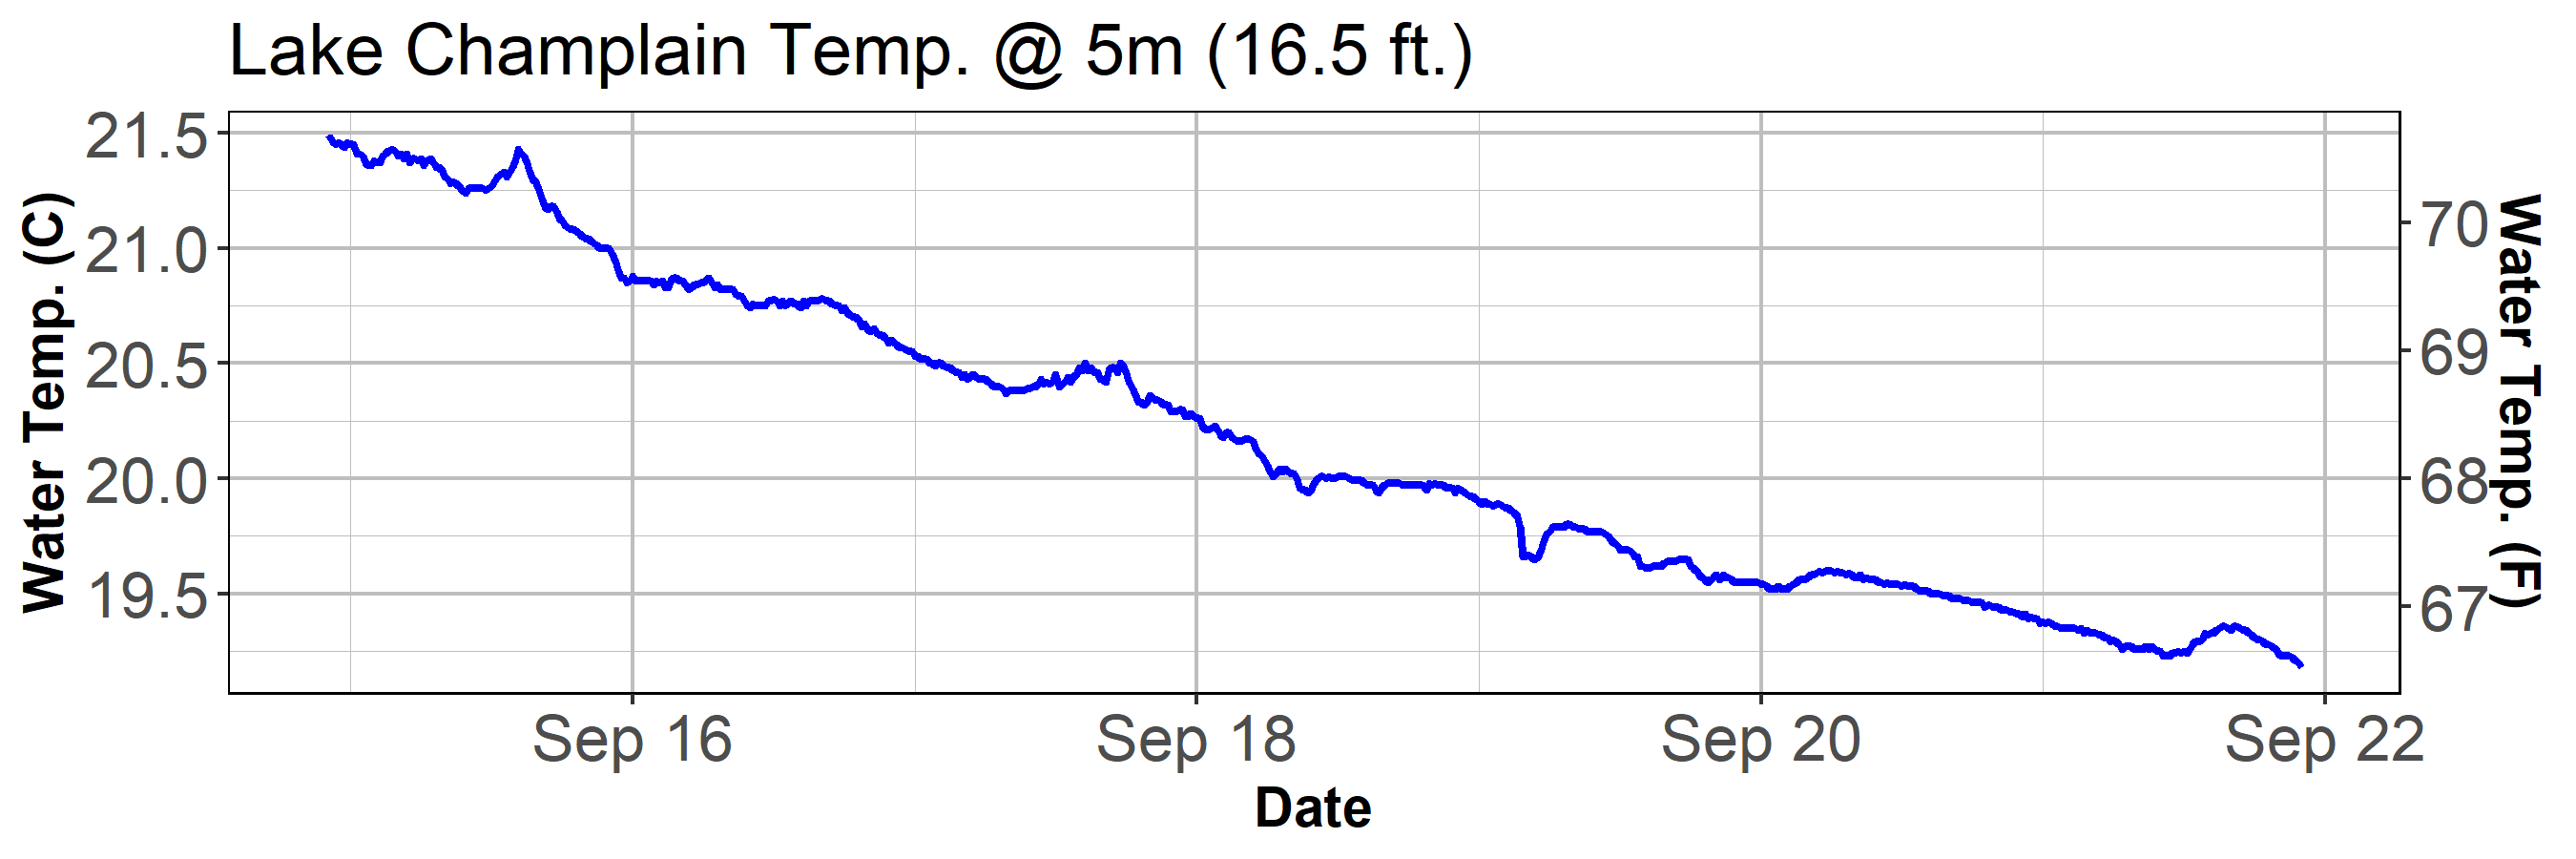 Lake Champlain Temp. @ 5m (16.5 ft.)
Water Temp. (C)
21.5
21.0
20.5
20.0
19.5
70
69
68
67
Water Temp. (F)
Sep 16
Sep 18
Sep 20
Sep 22
Date